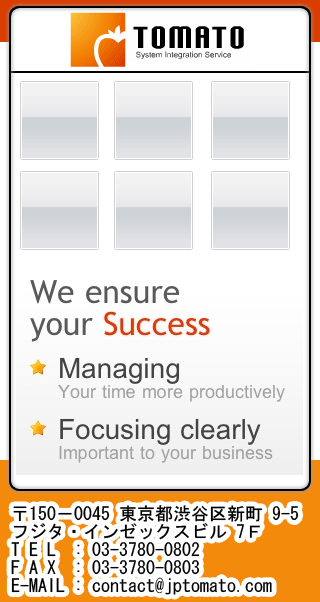 TOMATO
System Integration Service
We ensure
your Success
Managing
Your time more productively
Focusing clearly
Important to your business
〒150－0045 東京都渋谷区新町 9-5
フジタ・インゼックスビル 7Ｆ
ＴＥＬ：03-3780-0802
ＦＡＸ：03-3780-0803
E-MAIL：contact@jptomato.com